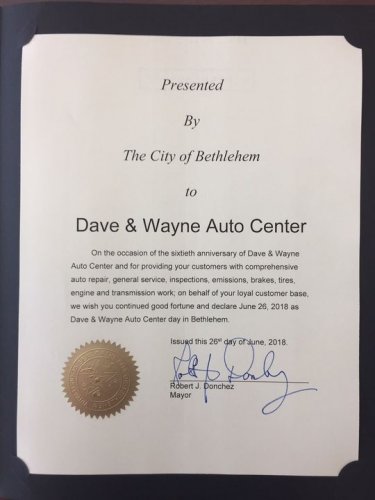 Presented
By
The City of Bethlehem
to
Dave & Wayne Auto Center
On the occasion of the sixtieth anniversary of Dave & Wayne
Auto Center and for providing your customers with comprehensive
auto repair, general service, inspections, emissions, brakes, tires,
engine and transmission work; on behalf of your loyal customer base,
we wish you continued good fortune and declare June 26, 2018 as
Dave & Wayne Auto Center day in Bethlehem.
Issued this 26th day of June, 2018.
Robert J. Donchez
Mayor